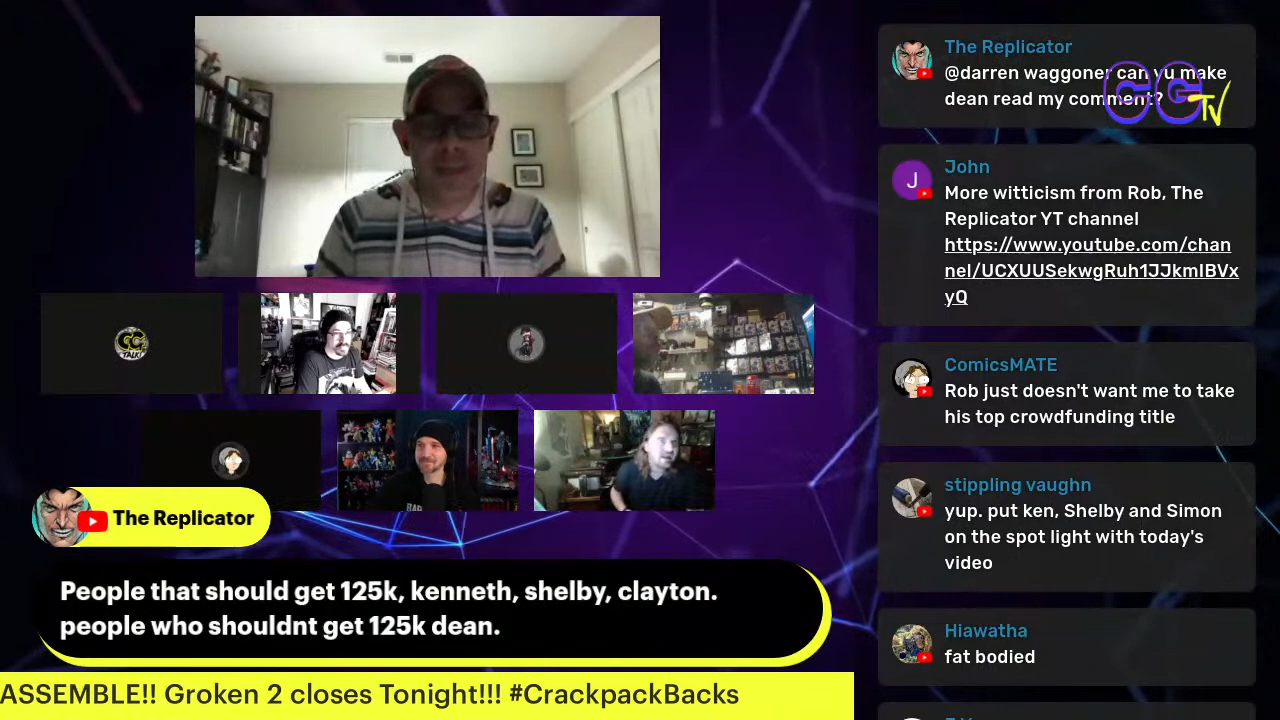 The Replicator
@darren waggoner can yu make
dean read my comment?
GG TV
John
More witticism from Rob, The
Replicator YT channel
https://www.youtube.com/chan
nel/UCXUUSekwgRuh1JJkmIBVx
yQ
ComicsMATE
Rob just doesn't want me to take
his top crowdfunding title
stippling vaughn
yup. put ken, Shelby and Simon
on the spot light with today's
video
Hiawatha
fat bodied
The Replicator
People that should get 125k, kenneth, shelby, clayton.
people who shouldnt get 125k dean.
ASSEMBLE!! Groken 2 closes Tonight!!! #CrackpackBacks